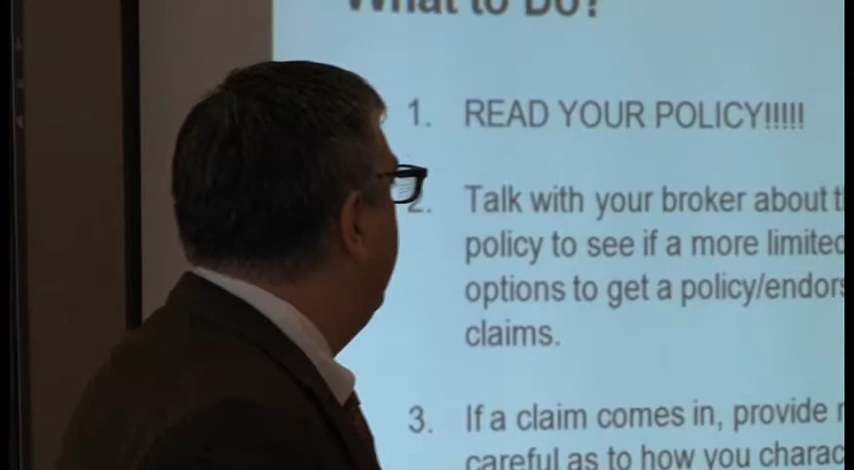 What to Do?
1. READ YOUR POLICY!!!!!
2. Talk with your broker about
policy to see if a more limited
options to get a policy/endors
claims.
3. If a claim comes in, provide
careful as to how you charac